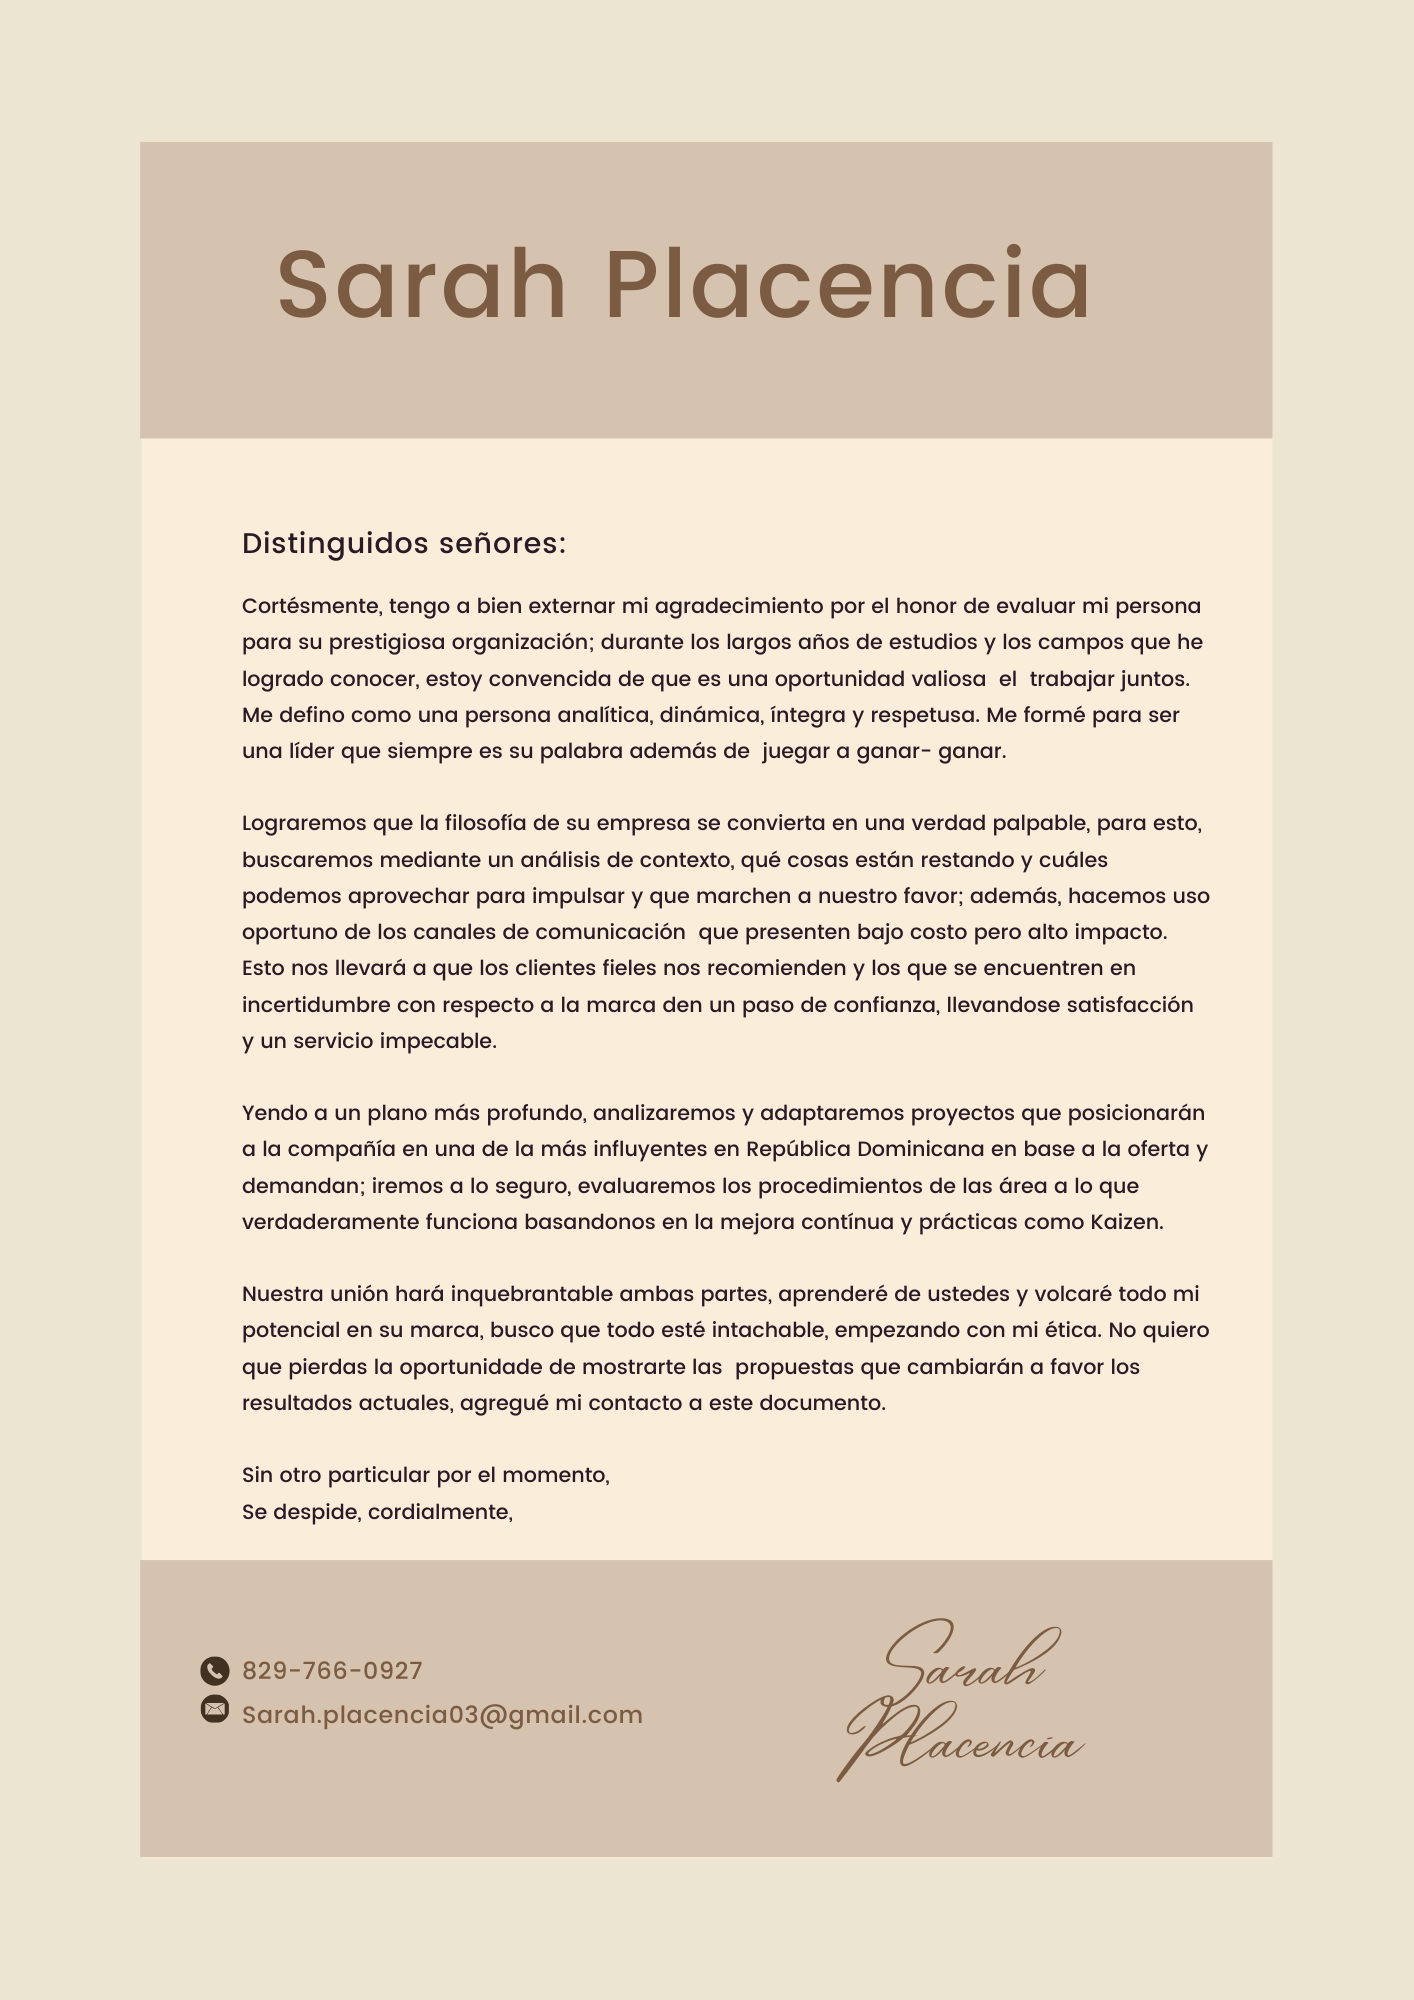 Sarah Placencia
Distinguidos señores:
Cortésmente, tengo a bien externar mi agradecimiento por el honor de evaluar mi persona
para su prestigiosa organización; durante los largos años de estudios y los campos que he
logrado conocer, estoy convencida de que es una oportunidad valiosa  el  trabajar juntos.
Me defino como una persona analítica, dinámica, íntegra y respetusa. Me formé para ser
una líder que siempre es su palabra además de  juegar a ganar- ganar.
Lograremos que la filosofía de su empresa se convierta en una verdad palpable, para esto,
buscaremos mediante un análisis de contexto, qué cosas están restando y cuáles
podemos aprovechar para impulsar y que marchen a nuestro favor; además, hacemos uso
oportuno de los canales de comunicación  que presenten bajo costo pero alto impacto.
Esto nos llevará a que los clientes fieles nos recomienden y los que se encuentren en
incertidumbre con respecto a la marca den un paso de confianza, llevandose satisfacción
y un servicio impecable.
Yendo a un plano más profundo, analizaremos y adaptaremos proyectos que posicionarán
a la compañía en una de la más influyentes en República Dominicana en base a la oferta y
demandan; iremos a lo seguro, evaluaremos los procedimientos de las área a lo que
verdaderamente funciona basandonos en la mejora contínua y prácticas como Kaizen.
Nuestra unión hará inquebrantable ambas partes, aprenderé de ustedes y volcaré todo mi
potencial en su marca, busco que todo esté intachable, empezando con mi ética. No quiero
que pierdas la oportunidade de mostrarte las  propuestas que cambiarán a favor los
resultados actuales, agregué mi contacto a este documento.
Sin otro particular por el momento,
Se despide, cordialmente,
829-766-0927
Sarah.placencia03@gmail.com
Sarah
Placencia